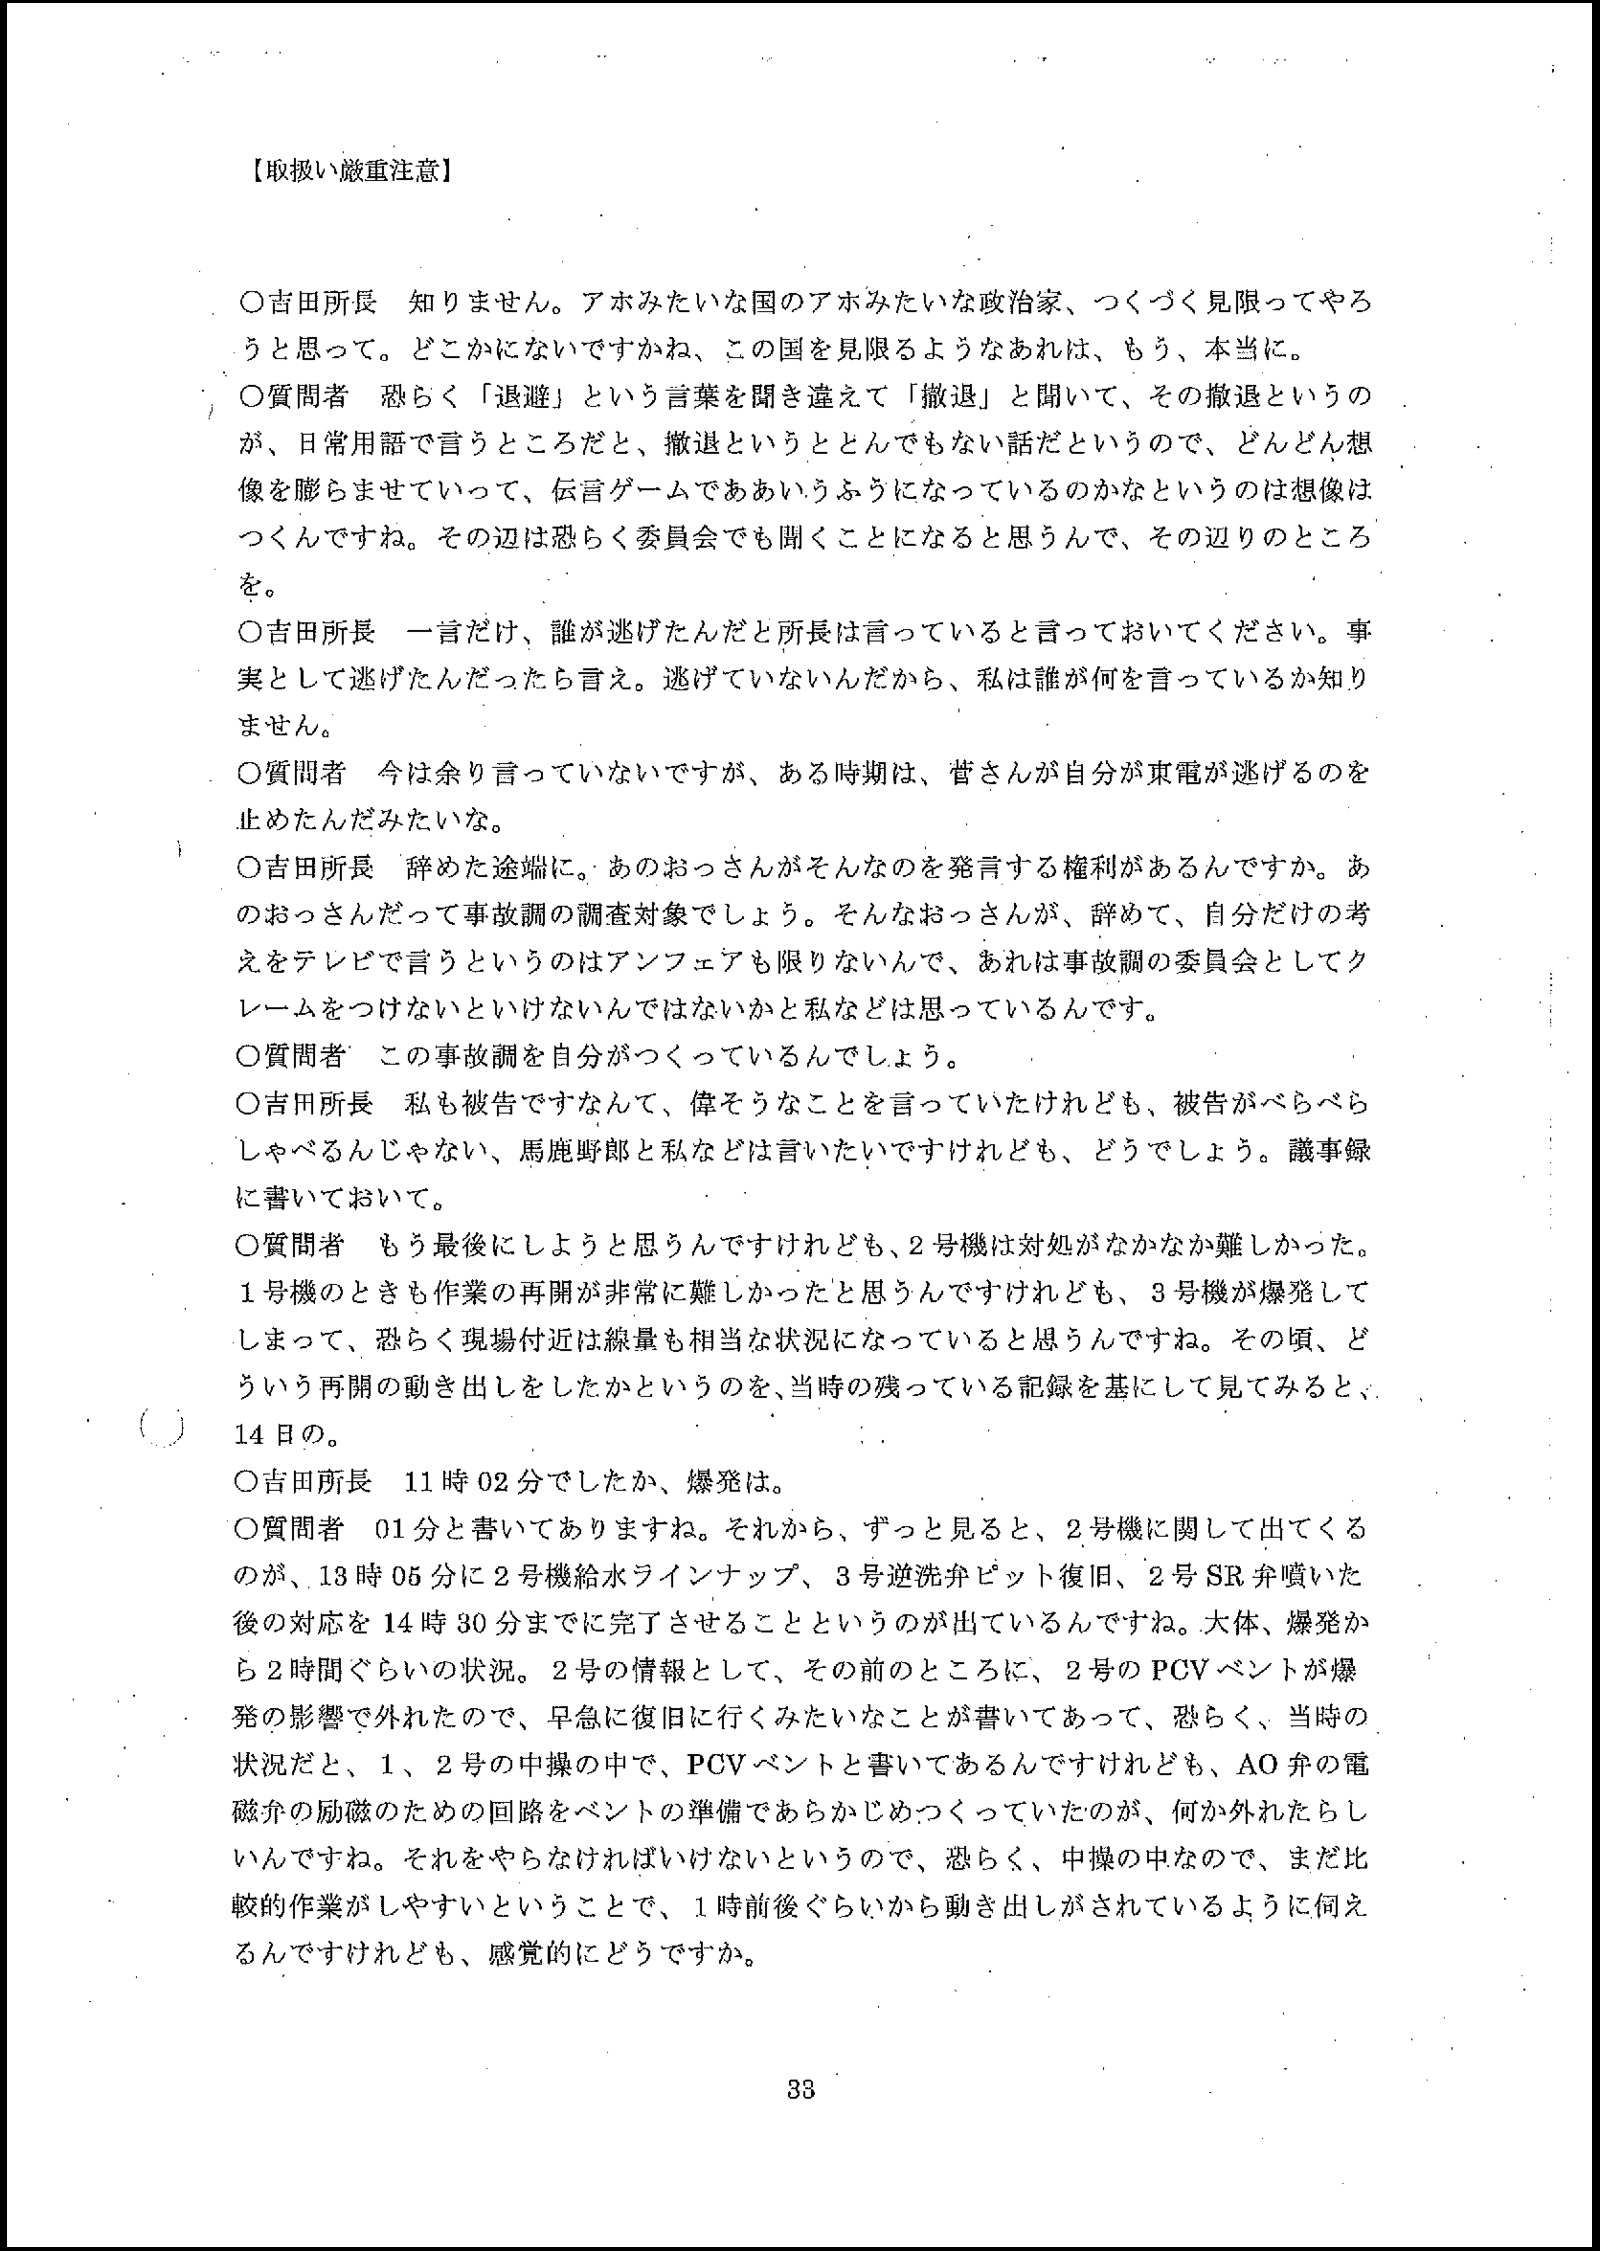 【取扱い厳重注意】
○吉田所長　知りません。アホみたいな国のアホみたいな政治家、つくづく見限ってやろ
うと思って。どこかにないですかね、この国を見限るようなあれは、もう、本当に。
○質問者　恐らく「退避」という言葉を聞き違えて「撤退」と聞いて、その撤退というの
が、日常用語で言うところだと、撤退というととんでもない話だというので、どんどん想
像を膨らませていって、伝言ゲームでああいうふうになっているのかなというのは想像は
つくんですね。その辺は恐らく委員会でも聞くことになると思うんで、その辺りのところ
を。
○吉田所長　一言だけ、誰が逃げたんだと所長は言っていると言っておいてください。事
実として逃げたんだったら言え。逃げていないんだから、私は誰が何を言っているか知り
ません。
○質問者　今は余り言っていないですが、ある時期は、菅さんが自分が東電が逃げるのを
止めたんだみたいな。
○吉田所長　辞めた途端に。あのおっさんがそんなのを発言する権利があるんですか。あ
のおっさんだって事故調の調査対象でしょう。そんなおっさんが、辞めて、自分だけの考
えをテレビで言うというのはアンフェアも限りないんで、あれは事故調の委員会としてク
レームをつけないといけないんではないかと私などは思っているんです。
○質問者　この事故調を自分がつくっているんでしょう。
○吉田所長　私も被告ですなんて、偉そうなことを言っていたけれども、被告がべらべら
しゃべるんじゃない、馬鹿野郎と私などは言いたいですけれども、どうでしょう。議事録
に書いておいて。
○質問者　もう最後にしようと思うんですけれども、2号機は対処がなかなか難しかった。
1号機のときも作業の再開が非常に難しかったと思うんですけれども、3号機が爆発して
しまって、恐らく現場付近は線量も相当な状況になっていると思うんですね。その頃、ど
ういう再開の動き出しをしたかというのを、当時の残っている記録を基にして見てみると、
14日の。
○吉田所長　11時02分でしたか、爆発は。
○質問者　01分と書いてありますね。それから、ずっと見ると、2号機に関して出てくる
のが、13時05分に2号機給水ラインナップ、3号逆洗弁ピット復旧、2号SR弁噴いた
後の対応を14時30分までに完了させることというのが出ているんですね。大体、爆発か
ら2時間ぐらいの状況。2号の情報として、その前のところに、2号のPCVベントが爆
発の影響で外れたので、早急に復旧に行くみたいなことが書いてあって、恐らく、当時の
状況だと、1、2号の中操の中で、PCVベントと書いてあるんですけれども、AO弁の電
磁弁の励磁のための回路をベントの準備であらかじめつくっていたのが、何か外れたらし
いんですね。それをやらなければいけないというので、恐らく、中操の中なので、まだ比
較的作業がしやすいということで、1時前後ぐらいから動き出しがされているように伺え
るんですけれども、感覚的にどうですか。
33